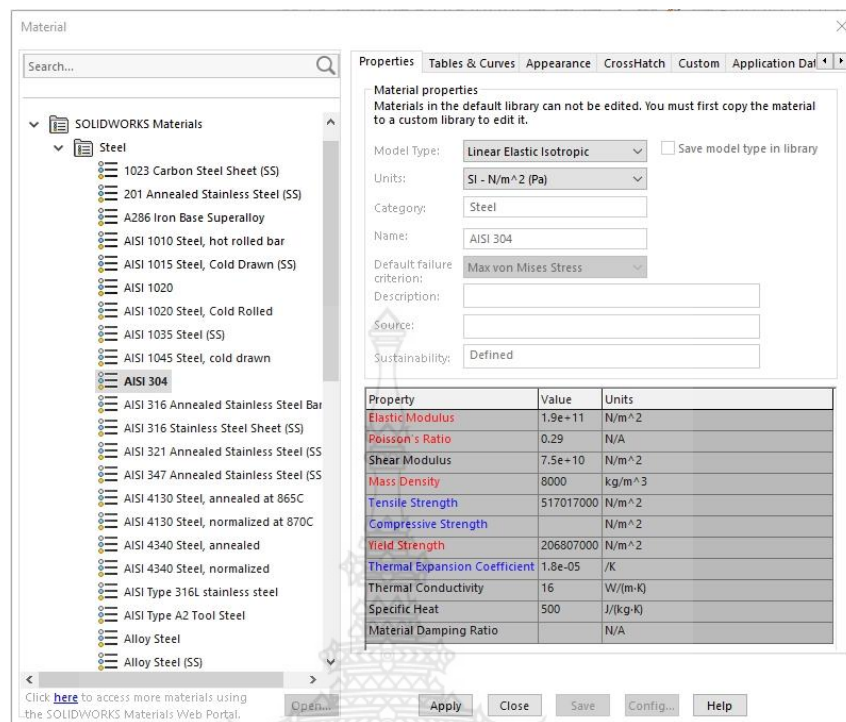 Material
Search...
SOLIDWORKS Materials
Steel
1023 Carbon Steel Sheet (SS)
201 Annealed Stainless Steel (SS)
A286 Iron Base Superalloy
AISI 1010 Steel, hot rolled bar
AISI 1015 Steel, Cold Drawn (SS)
AISI 1020
AISI 1020 Steel, Cold Rolled
AISI 1035 Steel (SS)
AISI 1045 Steel, cold drawn
AISI 304
AISI 316 Annealed Stainless Steel Bar
AISI 316 Stainless Steel Sheet (SS)
AISI 321 Annealed Stainless Steel (SS
AISI 347 Annealed Stainless Steel (SS
AISI 4130 Steel, annealed at 865C
AISI 4130 Steel, normalized at 870C
AISI 4340 Steel, annealed
AISI 4340 Steel, normalized
AISI Type 316L stainless steel
AISI Type A2 Tool Steel
Alloy Steel
Alloy Steel (SS)
Click here to access more materials using
the SOLIDWORKS Materials Web Portal.
Open...
Properties Tables & Curves Appearance CrossHatch Custom Application Dat
Material properties
Materials in the default library can not be edited. You must first copy the material
to a custom library to edit it.
Model Type: Linear Elastic Isotropic Save model type in library
Units: SI - N/m^2 (Pa)
Category: Steel
Name: AISI 304
Default failure
criterion: Max von Mises Stress
Description:
Source:
Sustainability: Defined
Property Value Units
Elastic Modulus 1.9e+11 N/m^2
Poisson's Ratio 0.29 N/A
Shear Modulus 7.5e+10 N/m^2
Mass Density 8000 kg/m^3
Tensile Strength 517017000 N/m^2
Compressive Strength N/m^2
Yield Strength 206807000 N/m^2
Thermal Expansion Coefficient 1.8e-05 /K
Thermal Conductivity 16 W/(m·K)
Specific Heat 500 J/(kg·K)
Material Damping Ratio N/A
Apply Close Save Config... Help